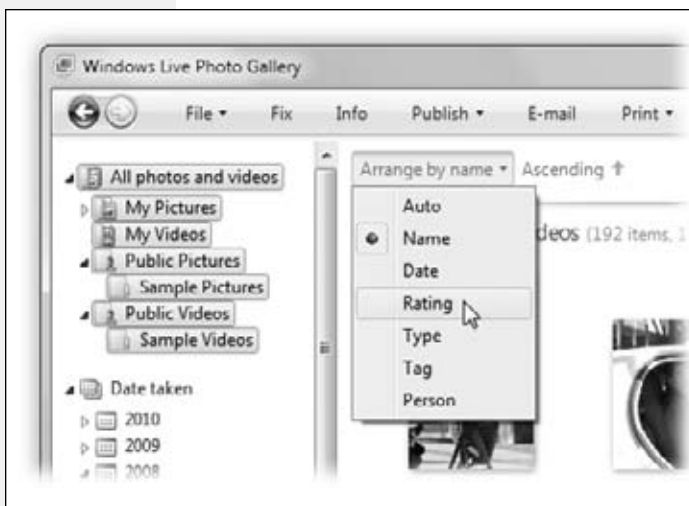 Windows Live Photo Gallery
File Fix Info Publish E-mail Print
All photos and videos
My Pictures
My Videos
Public Pictures
Sample Pictures
Public Videos
Sample Videos
Date taken
2010
2009
2008
Arrange by name Ascending
Auto
Name
Date
Rating
Type
Tag
Person
deos (192 items,